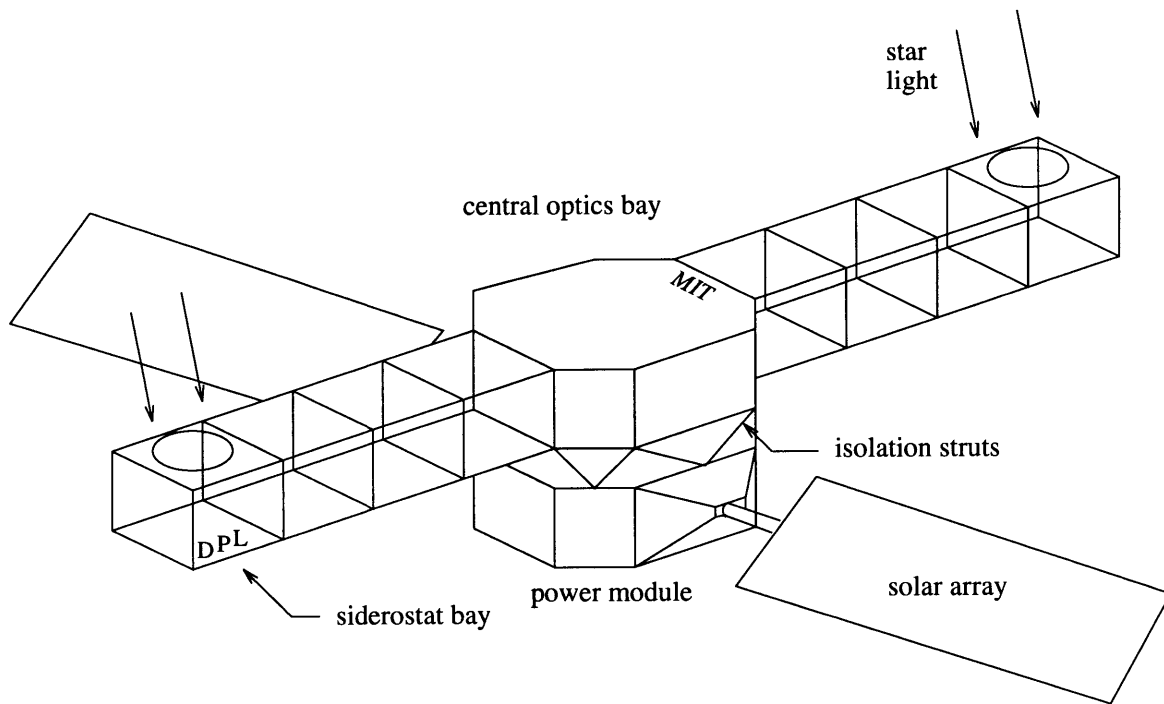 star
light
central optics bay
MIT
isolation struts
DPL
solar array
power module
siderostat bay